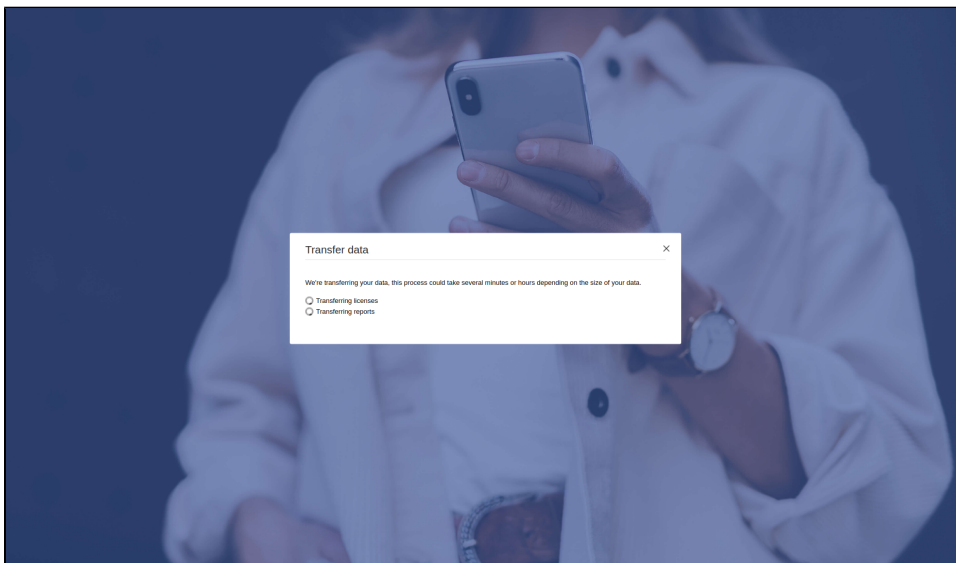 Transfer data
We're transferring your data, this process could take several minutes or hours depending on the size of your data.
Transferring licenses
Transferring reports